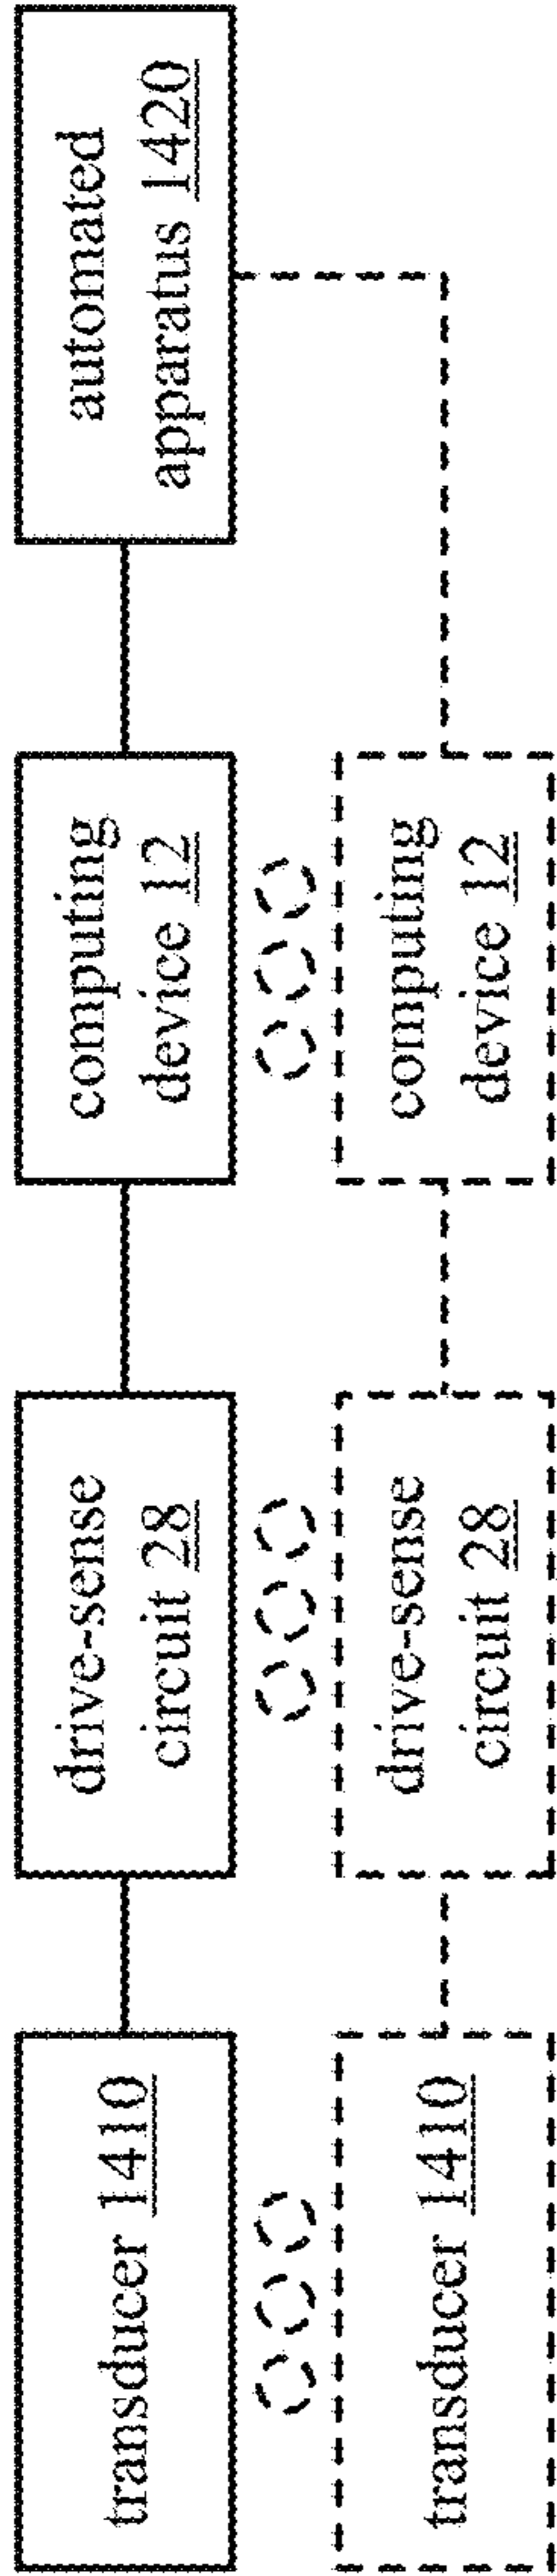 transducer 1410
drive-sense
circuit 28
computing
device 12
automated
apparatus 1420
transducer 1410
drive-sense
circuit 28
computing
device 12